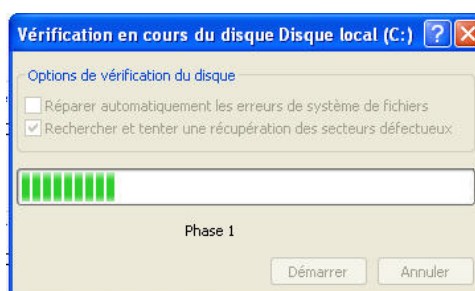 Vérification en cours du disque Disque local (C:)
Options de vérification du disque
Réparer automatiquement les erreurs de système de fichiers
Rechercher et tenter une récupération des secteurs défectueux
Phase 1
Démarrer Annuler